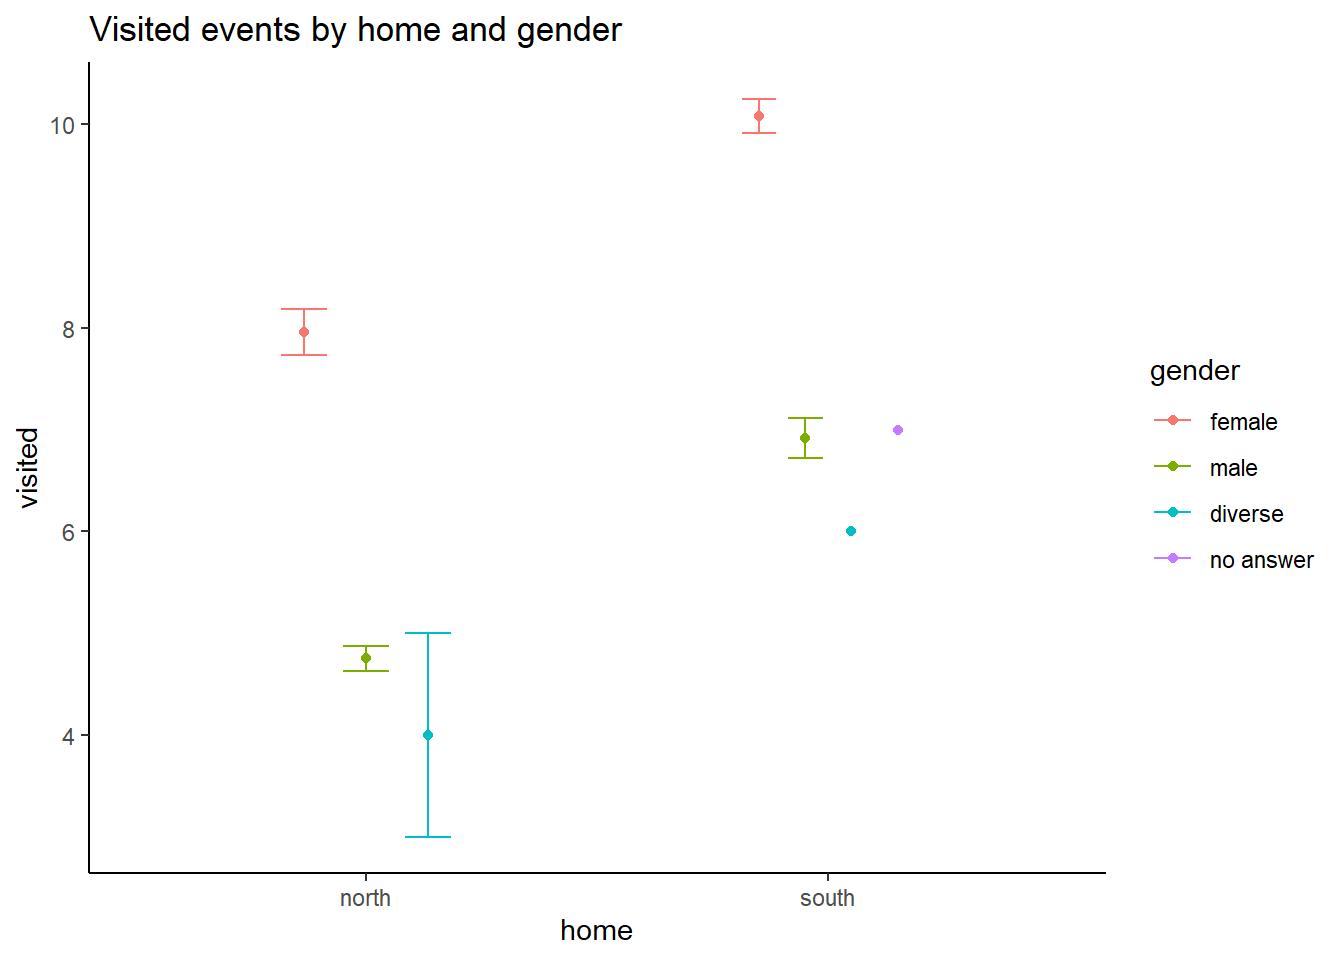 Visited events by home and gender
10
8
6
4
visited
north
south
home
gender
female
male
diverse
no answer